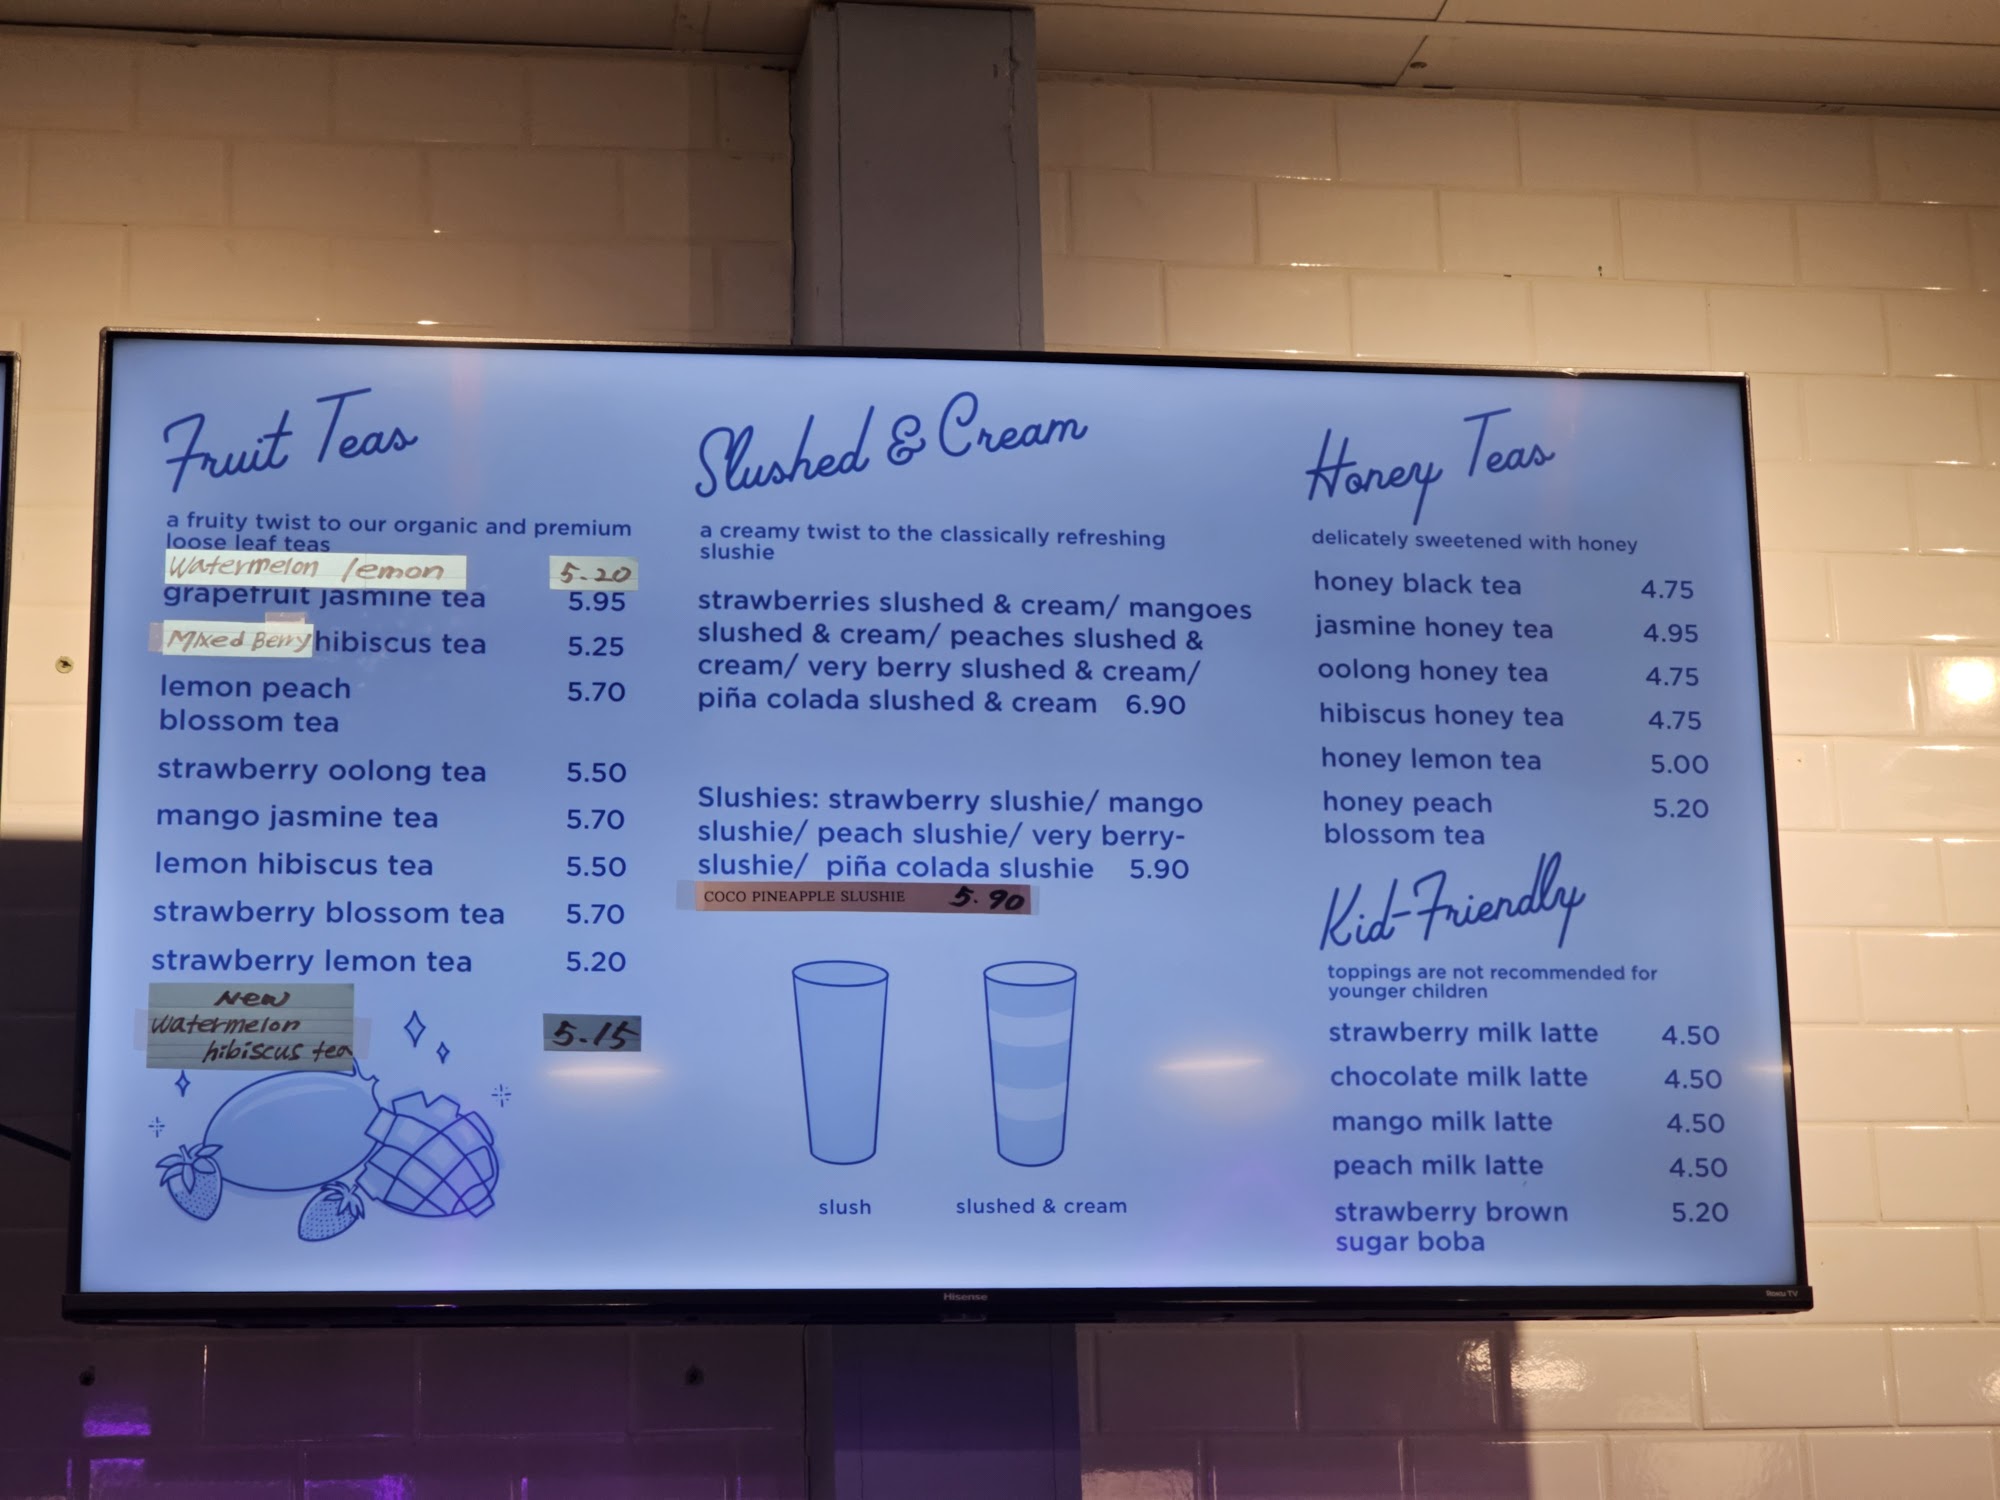 Fruit Teas
a fruity twist to our organic and premium
loose leaf teas
Watermelon lemon 5.20
grapefruit jasmine tea 5.95
Mixed Berry hibiscus tea 5.25
lemon peach 5.70
blossom tea
strawberry oolong tea 5.50
mango jasmine tea 5.70
lemon hibiscus tea 5.50
strawberry blossom tea 5.70
strawberry lemon tea 5.20
New
Watermelon 5.15
hibiscus tea
Slushed & Cream
a creamy twist to the classically refreshing
slushie
strawberries slushed & cream/ mangoes
slushed & cream/ peaches slushed &
cream/ very berry slushed & cream/
piña colada slushed & cream 6.90
Slushies: strawberry slushie/ mango
slushie/ peach slushie/ very berry-
slushie/ piña colada slushie 5.90
COCO PINEAPPLE SLUSHIE 5.90
slush
slushed & cream
Honey Teas
delicately sweetened with honey
honey black tea 4.75
jasmine honey tea 4.95
oolong honey tea 4.75
hibiscus honey tea 4.75
honey lemon tea 5.00
honey peach 5.20
blossom tea
Kid-Friendly
toppings are not recommended for
younger children
strawberry milk latte 4.50
chocolate milk latte 4.50
mango milk latte 4.50
peach milk latte 4.50
strawberry brown 5.20
sugar boba
Hisense
Roku TV